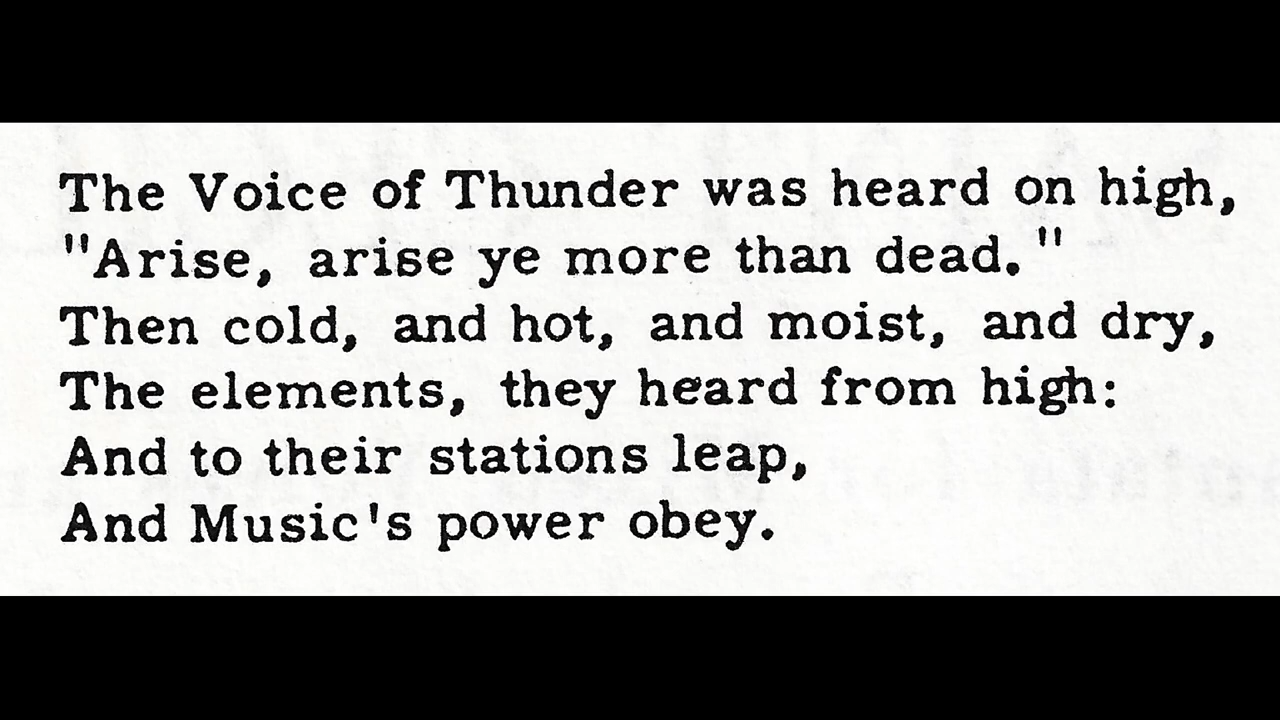 The Voice of Thunder was heard on high,
"Arise, arise ye more than dead."
Then cold, and hot, and moist, and dry,
The elements, they heard from high:
And to their stations leap,
And Music's power obey.